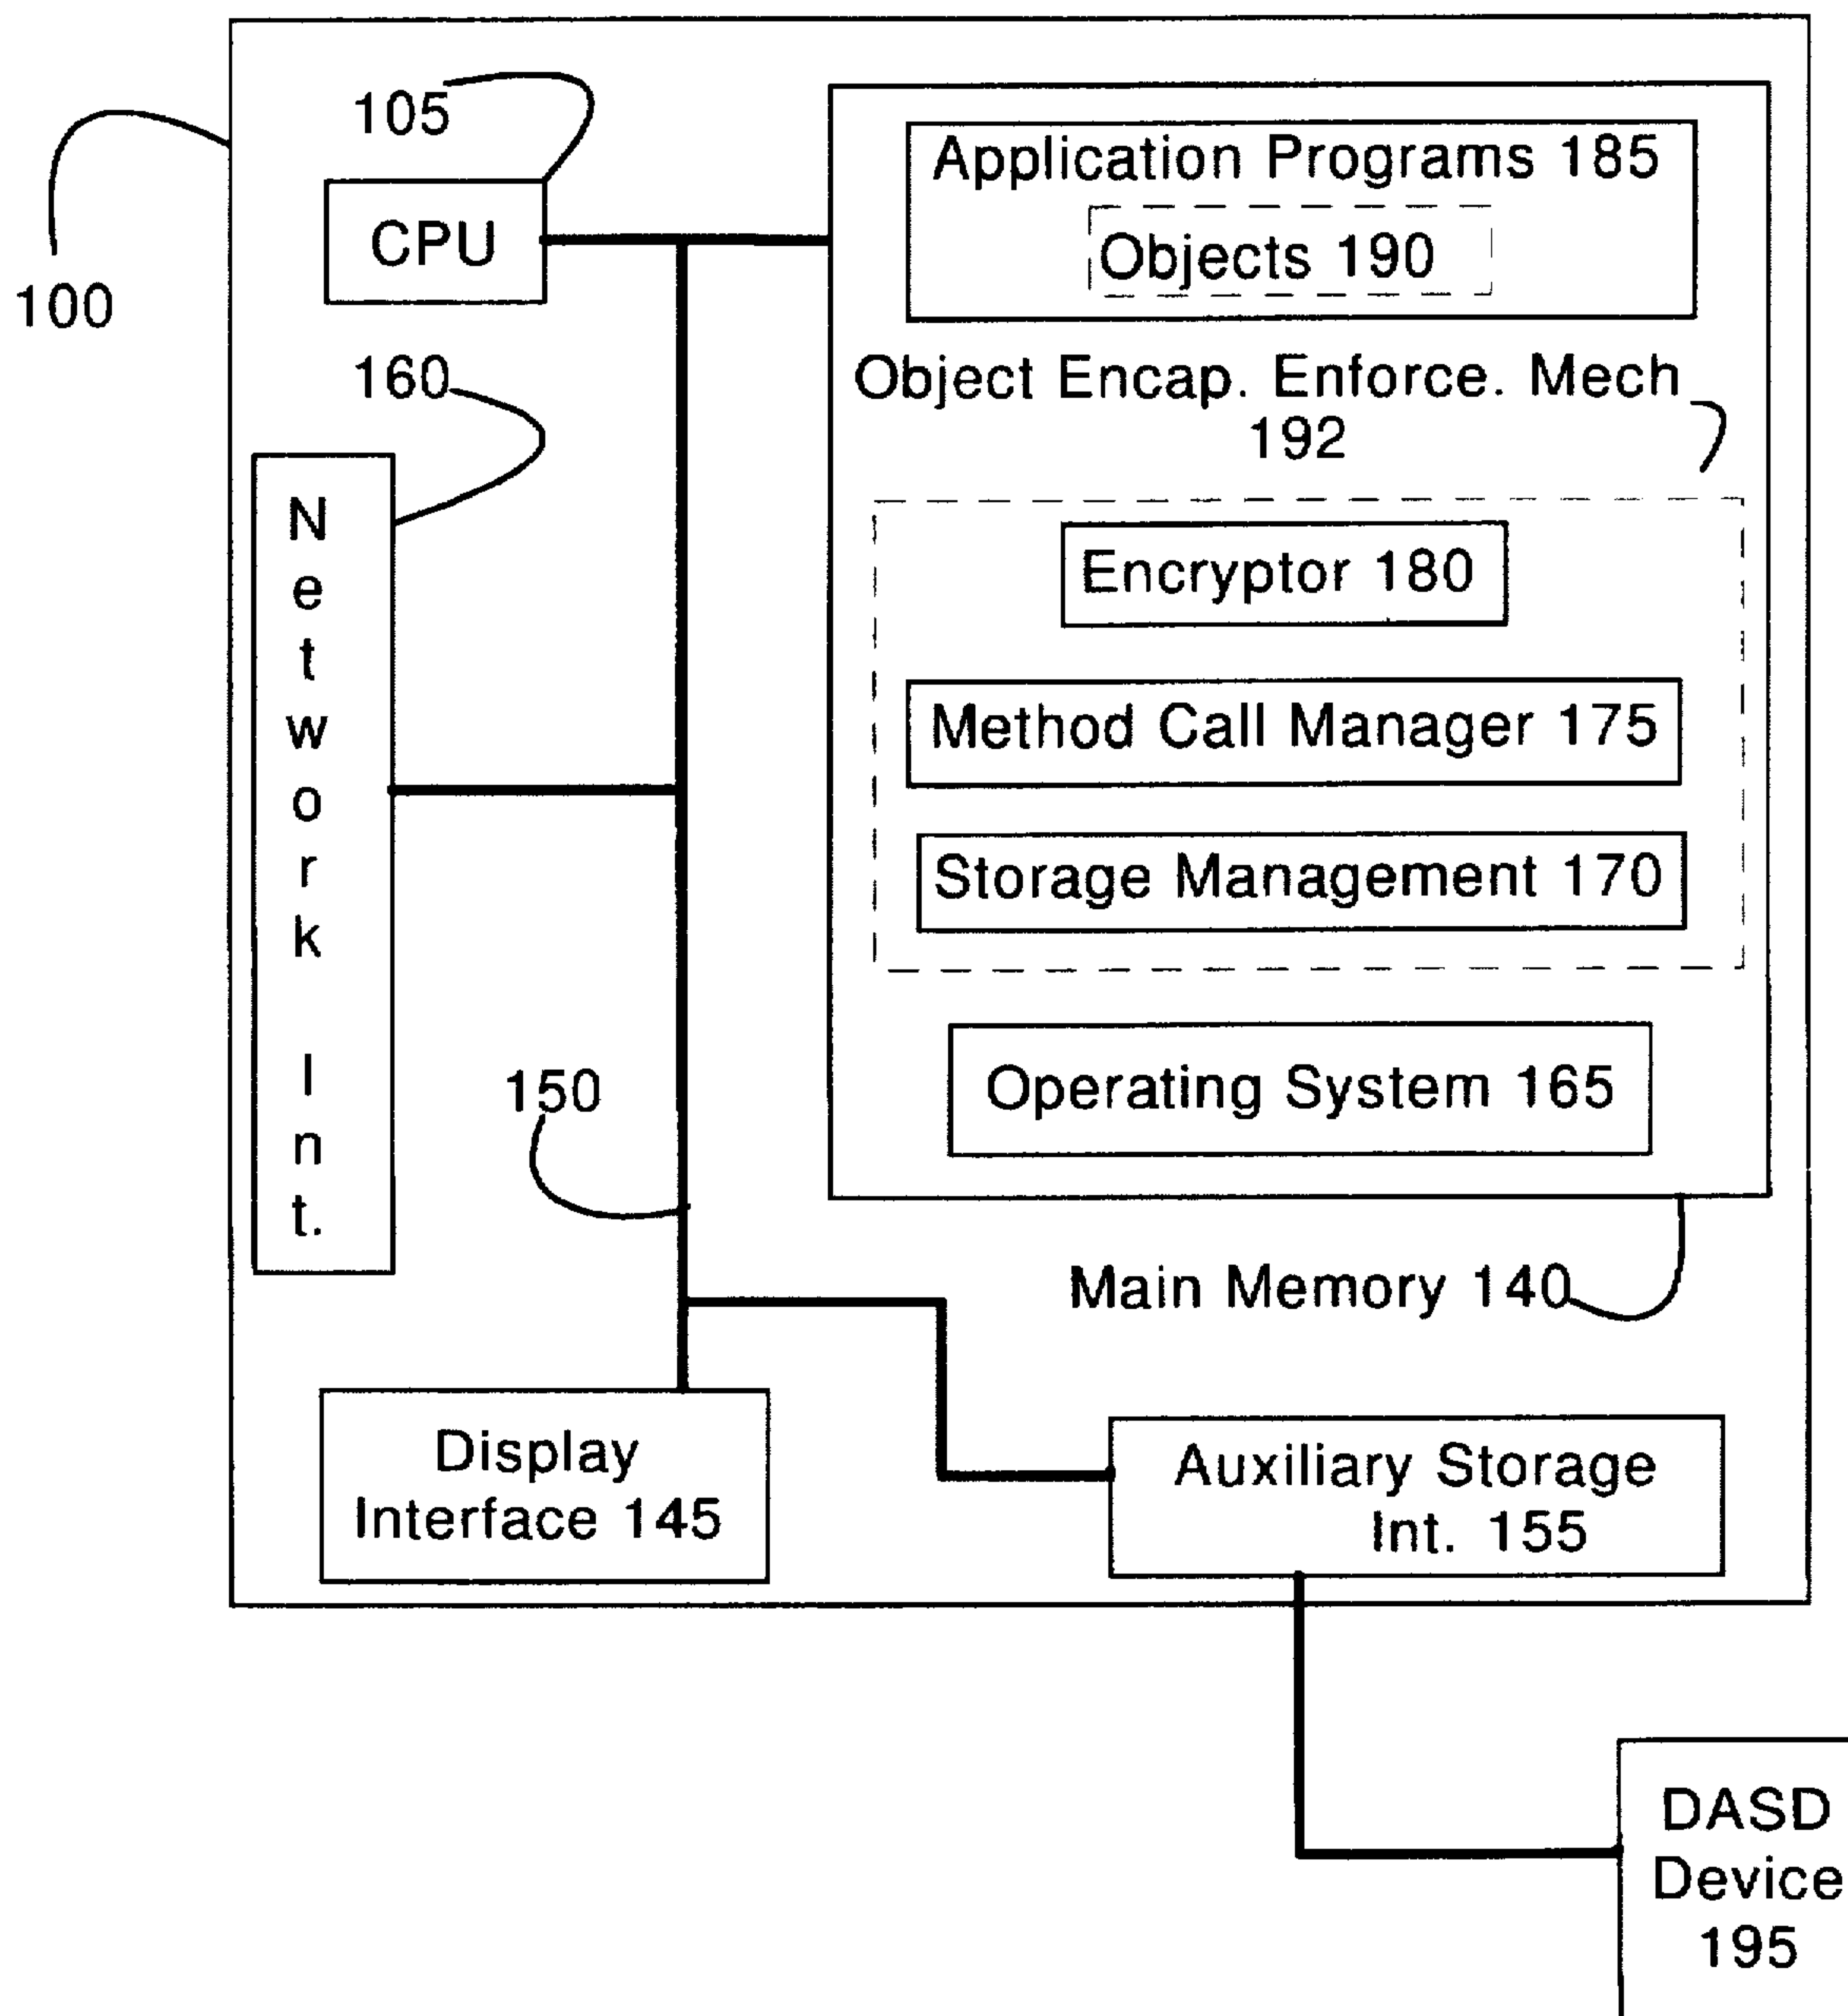 105
Application Programs 185
CPU
Objects 190
100
160
Object Encap. Enforce. Mech
192
Network Int.
Encryptor 180
Method Call Manager 175
Storage Management 170
150
Operating System 165
Main Memory 140
Display
Interface 145
Auxiliary Storage
Int. 155
DASD
Device
195